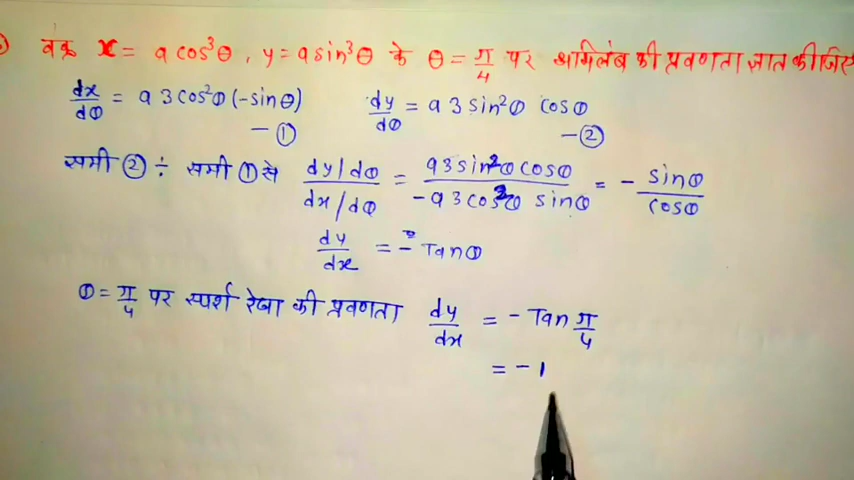 वक्र x = a cos³θ , y = a sin³θ के θ = π/4 पर अभिलंब की प्रवणता ज्ञात कीजिए
dx/dθ = a 3 cos²θ (-sinθ) —① dy/dθ = a 3 sin²θ cosθ —②
समी ② ÷ समी ① से (dy/dθ)/(dx/dθ) = (a3 sin²θ cosθ)/(-a3 cos²θ sinθ) = - sinθ/cosθ
dy/dx = - Tanθ
θ = π/4 पर स्पर्श रेखा की प्रवणता dy/dx = - Tan π/4
= -1